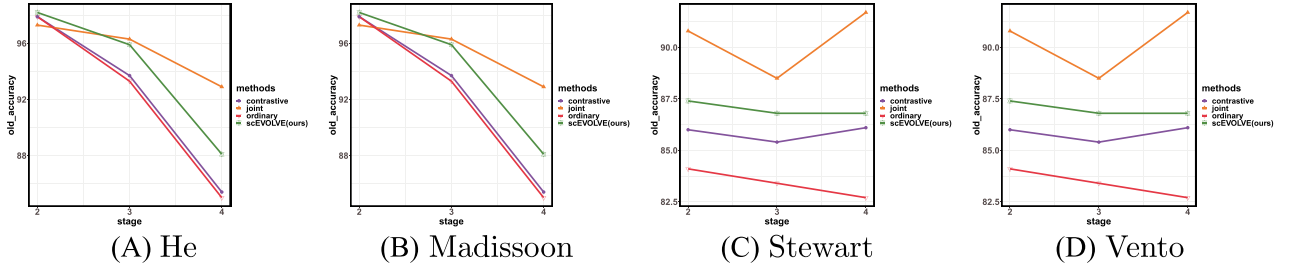 old_accuracy
96
92
88
2 3 4
stage
methods
contrastive
joint
ordinary
scEVOLVE(ours)
(A) He
old_accuracy
96
92
88
2 3 4
stage
methods
contrastive
joint
ordinary
scEVOLVE(ours)
(B) Madissoon
old_accuracy
90.0
87.5
85.0
82.5
2 3 4
stage
methods
contrastive
joint
ordinary
scEVOLVE(ours)
(C) Stewart
old_accuracy
90.0
87.5
85.0
82.5
2 3 4
stage
methods
contrastive
joint
ordinary
scEVOLVE(ours)
(D) Vento